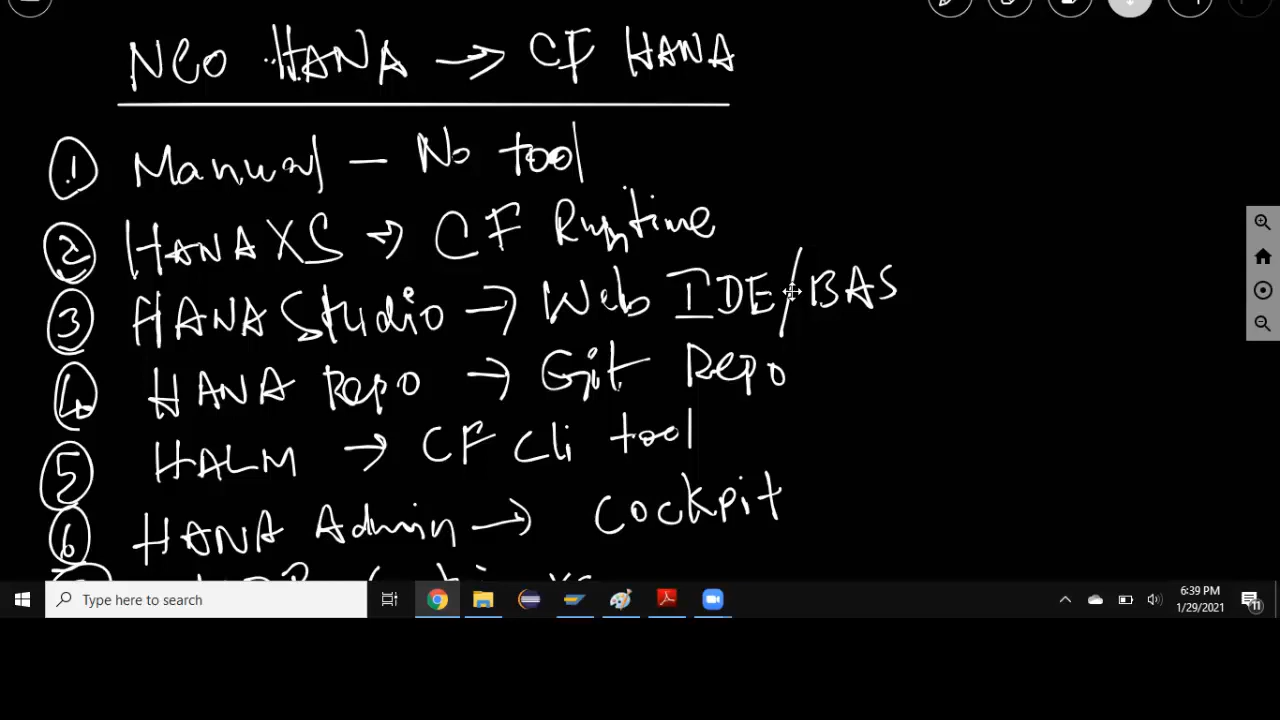 Neo HANA → CF HANA
① Manual — No tool
② HANA XS → CF Runtime
③ HANA Studio → Web IDE/BAS
④ HANA Repo → Git Repo
⑤ HALM → CF Cli tool
⑥ HANA Admin → Cockpit
Type here to search
6:39 PM
1/29/2021
11